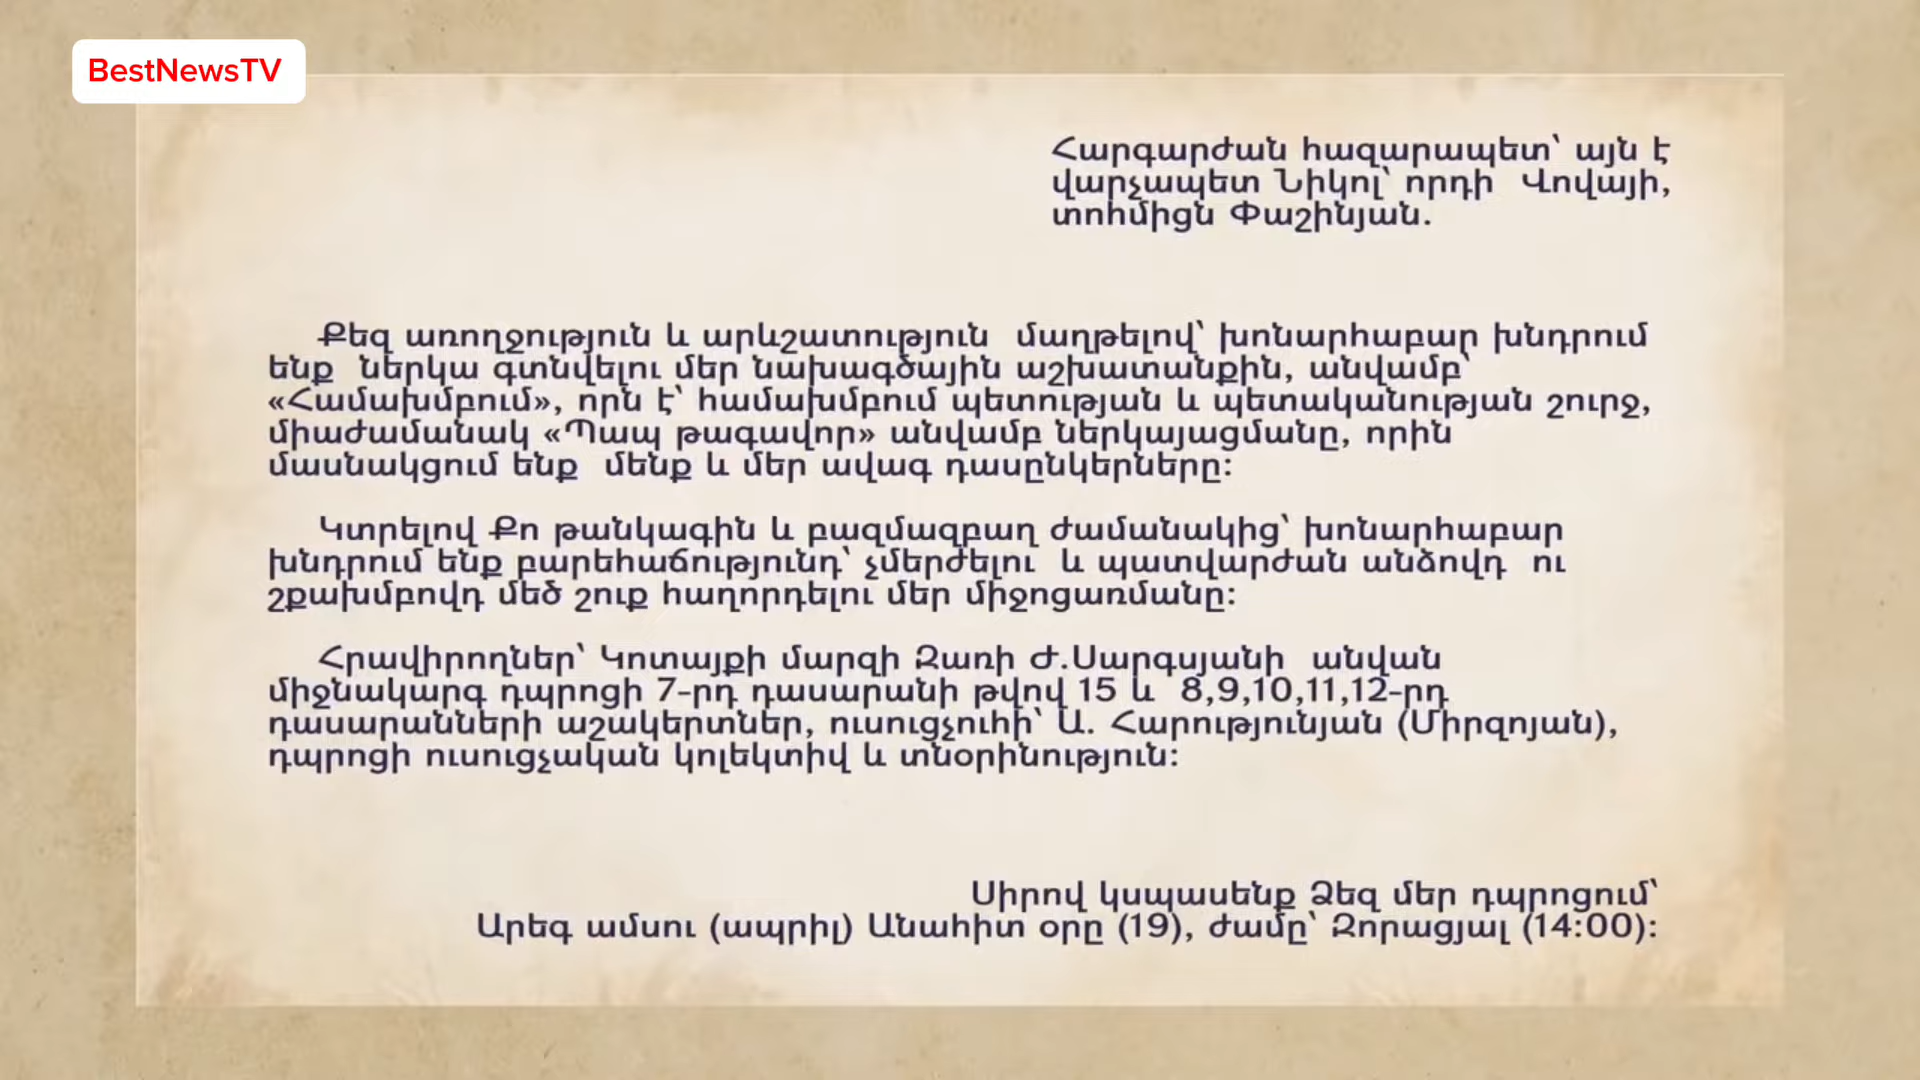 BestNewsTV
Հարգարժան հազարապետ՝ այն է
վարչապետ Նիկոլ՝ որդի Վովայի,
տոհմիցն Փաշինյան.
Քեզ առողջություն և արևշատություն մաղթելով՝ խոնարհաբար խնդրում
ենք ներկա գտնվելու մեր նախագծային աշխատանքին, անվամբ՝
«Համախմբում», որն է՝ համախմբում պետության և պետականության շուրջ,
միաժամանակ «Պապ թագավոր» անվամբ ներկայացմանը, որին
մասնակցում ենք մենք և մեր ավագ դասընկերները:
Կտրելով Քո թանկագին և բազմազբաղ ժամանակից՝ խոնարհաբար
խնդրում ենք բարեհաճությունդ՝ չմերժելու և պատվարժան անձովդ ու
շքախմբովդ մեծ շուք հաղորդելու մեր միջոցառմանը:
Հրավիրողներ՝ Կոտայքի մարզի Զառի Ժ.Սարգսյանի անվան
միջնակարգ դպրոցի 7-րդ դասարանի թվով 15 և 8,9,10,11,12-րդ
դասարանների աշակերտներ, ուսուցչուհի՝ Ա. Հարությունյան (Միրզոյան),
դպրոցի ուսուցչական կոլեկտիվ և տնօրինություն:
Սիրով կսպասենք Ձեզ մեր դպրոցում՝
Արեգ ամսու (ապրիլ) Անահիտ օրը (19), ժամը՝ Զորացյալ (14:00):